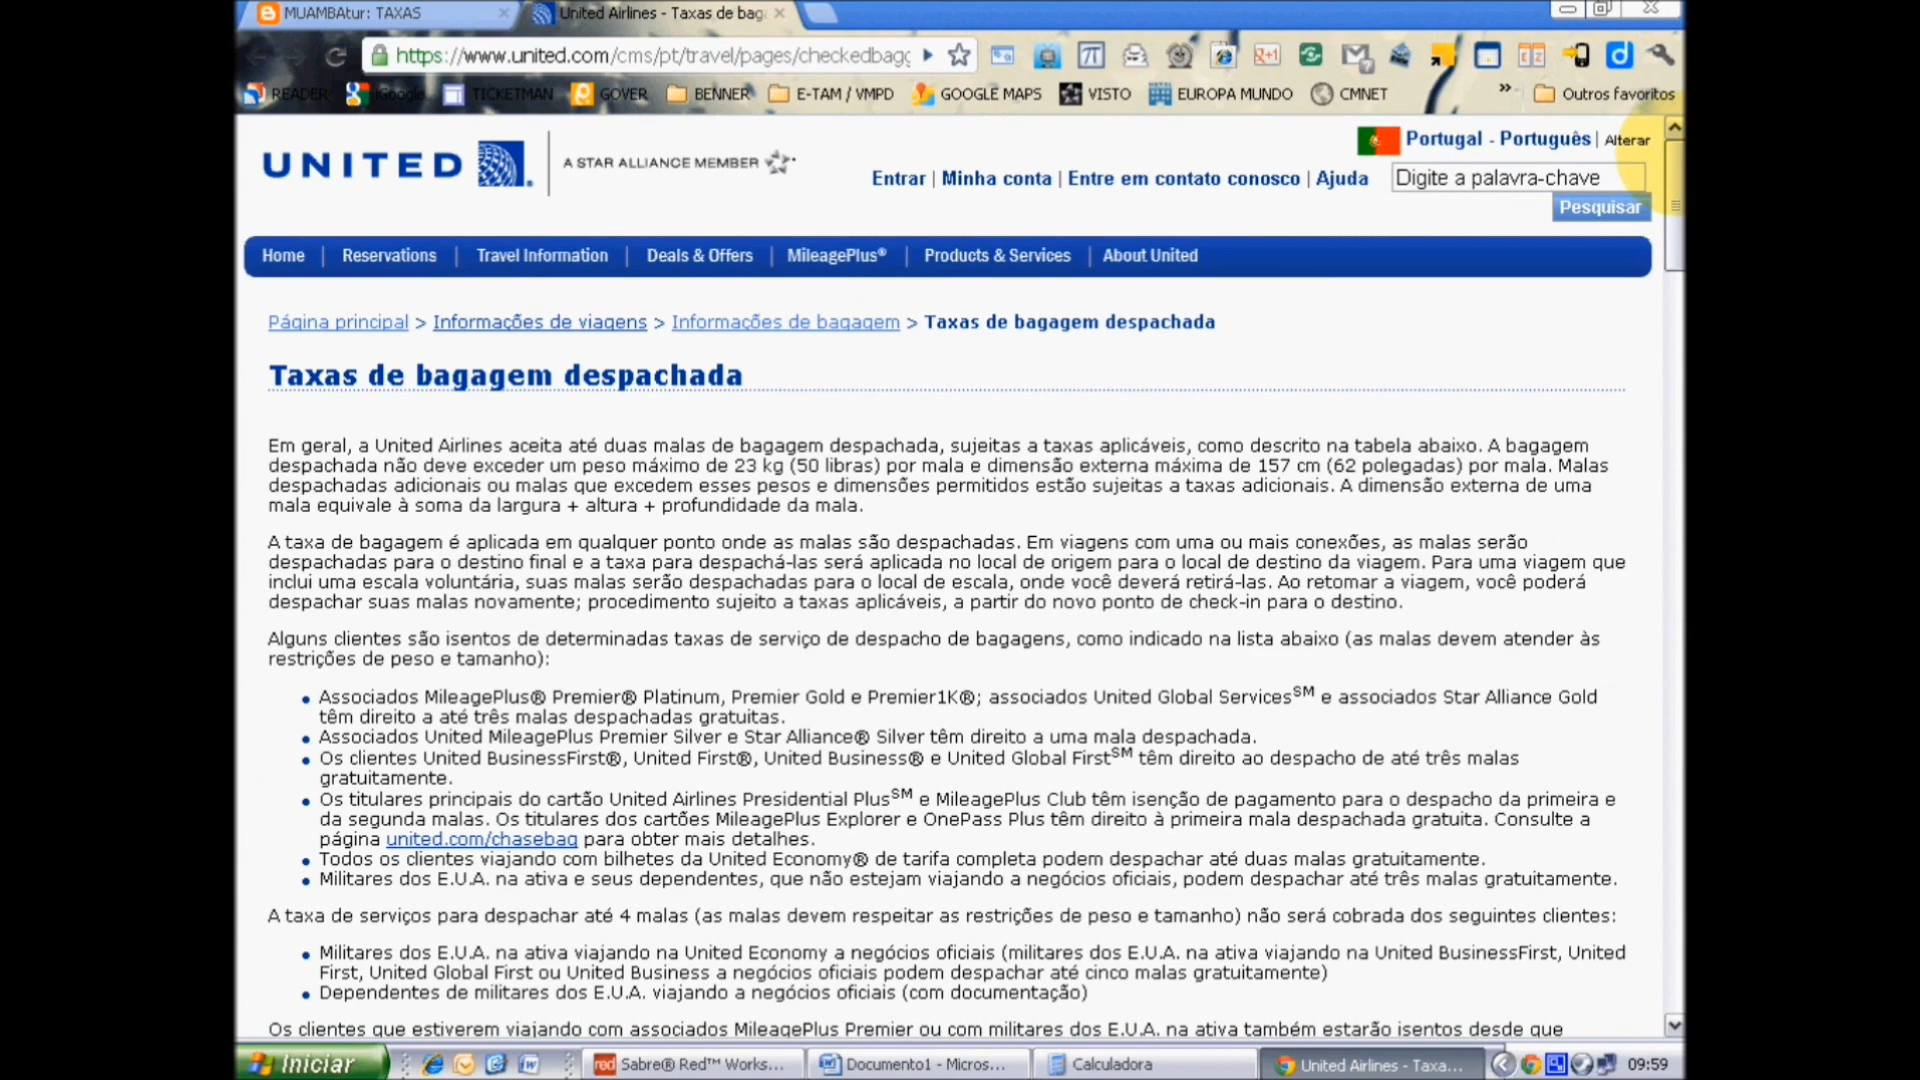 MUAMBAtur: TAXAS
United Airlines - Taxas de bag
https://www.united.com/cms/pt/travel/pages/checkedbagg
READER iGoogle TICKETMAN GOVER BENNER E-TAM / VMPD GOOGLE MAPS VISTO EUROPA MUNDO CMNET » Outros favoritos
Portugal - Português | Alterar
UNITED
A STAR ALLIANCE MEMBER
Entrar | Minha conta | Entre em contato conosco | Ajuda
Digite a palavra-chave
Pesquisar
Home | Reservations | Travel Information | Deals & Offers | MileagePlus® | Products & Services | About United
Página principal > Informações de viagens > Informações de bagagem > Taxas de bagagem despachada
Taxas de bagagem despachada
Em geral, a United Airlines aceita até duas malas de bagagem despachada, sujeitas a taxas aplicáveis, como descrito na tabela abaixo. A bagagem
despachada não deve exceder um peso máximo de 23 kg (50 libras) por mala e dimensão externa máxima de 157 cm (62 polegadas) por mala. Malas
despachadas adicionais ou malas que excedem esses pesos e dimensões permitidos estão sujeitas a taxas adicionais. A dimensão externa de uma
mala equivale à soma da largura + altura + profundidade da mala.
A taxa de bagagem é aplicada em qualquer ponto onde as malas são despachadas. Em viagens com uma ou mais conexões, as malas serão
despachadas para o destino final e a taxa para despachá-las será aplicada no local de origem para o local de destino da viagem. Para uma viagem que
inclui uma escala voluntária, suas malas serão despachadas para o local de escala, onde você deverá retirá-las. Ao retomar a viagem, você poderá
despachar suas malas novamente; procedimento sujeito a taxas aplicáveis, a partir do novo ponto de check-in para o destino.
Alguns clientes são isentos de determinadas taxas de serviço de despacho de bagagens, como indicado na lista abaixo (as malas devem atender às
restrições de peso e tamanho):
• Associados MileagePlus® Premier® Platinum, Premier Gold e Premier1K®; associados United Global Services℠ e associados Star Alliance Gold
têm direito a até três malas despachadas gratuitas.
• Associados United MileagePlus Premier Silver e Star Alliance® Silver têm direito a uma mala despachada.
• Os clientes United BusinessFirst®, United First®, United Business® e United Global First℠ têm direito ao despacho de até três malas
gratuitamente.
• Os titulares principais do cartão United Airlines Presidential Plus℠ e MileagePlus Club têm isenção de pagamento para o despacho da primeira e
da segunda malas. Os titulares dos cartões MileagePlus Explorer e OnePass Plus têm direito à primeira mala despachada gratuita. Consulte a
página united.com/chasebag para obter mais detalhes.
• Todos os clientes viajando com bilhetes da United Economy® de tarifa completa podem despachar até duas malas gratuitamente.
• Militares dos E.U.A. na ativa e seus dependentes, que não estejam viajando a negócios oficiais, podem despachar até três malas gratuitamente.
A taxa de serviços para despachar até 4 malas (as malas devem respeitar as restrições de peso e tamanho) não será cobrada dos seguintes clientes:
• Militares dos E.U.A. na ativa viajando na United Economy a negócios oficiais (militares dos E.U.A. na ativa viajando na United BusinessFirst, United
First, United Global First ou United Business a negócios oficiais podem despachar até cinco malas gratuitamente)
• Dependentes de militares dos E.U.A. viajando a negócios oficiais (com documentação)
Os clientes que estiverem viajando com associados MileagePlus Premier ou com militares dos E.U.A. na ativa também estarão isentos desde que
Iniciar red Sabre® Red™ Works... Documento1 - Micros... Calculadora United Airlines - Taxa... 09:59